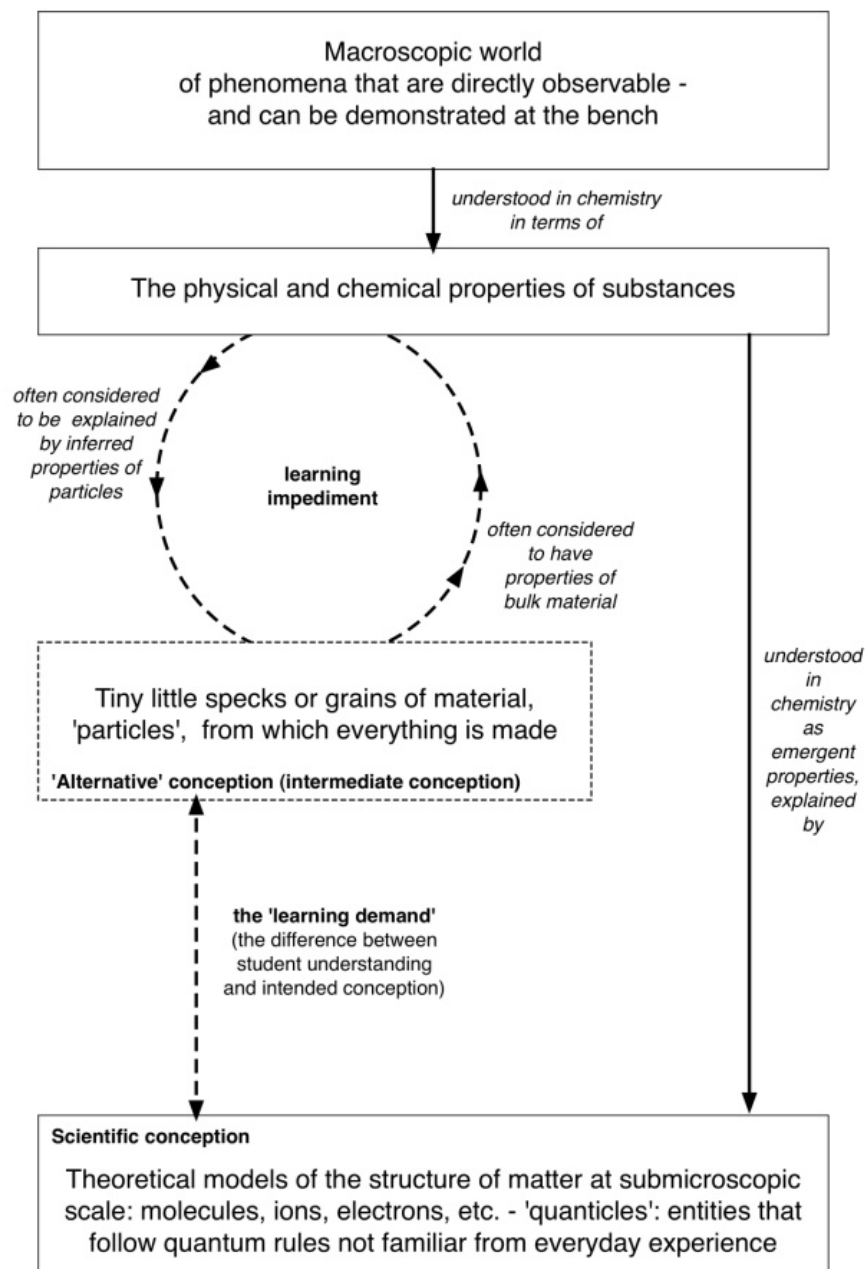 Macroscopic world
of phenomena that are directly observable -
and can be demonstrated at the bench
understood in chemistry
in terms of
The physical and chemical properties of substances
often considered
to be explained
by inferred
properties of
particles
learning
impediment
often considered
to have
properties of
bulk material
Tiny little specks or grains of material,
'particles', from which everything is made
'Alternative' conception (intermediate conception)
understood
in
chemistry
as
emergent
properties,
explained
by
the 'learning demand'
(the difference between
student understanding
and intended conception)
Scientific conception
Theoretical models of the structure of matter at submicroscopic
scale: molecules, ions, electrons, etc. - 'quanticles': entities that
follow quantum rules not familiar from everyday experience